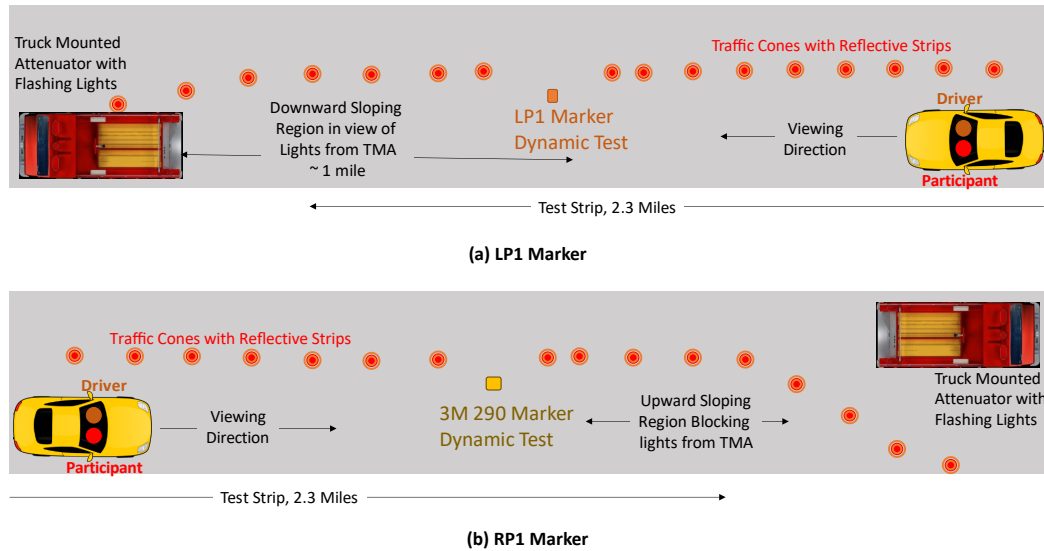 Truck Mounted
Attenuator with
Flashing Lights
Traffic Cones with Reflective Strips
Downward Sloping
Region in view of
Lights from TMA
~ 1 mile
LP1 Marker
Dynamic Test
Viewing
Direction
Driver
Participant
Test Strip, 2.3 Miles
(a) LP1 Marker
Traffic Cones with Reflective Strips
Driver
Participant
Viewing
Direction
3M 290 Marker
Dynamic Test
Upward Sloping
Region Blocking
lights from TMA
Truck Mounted
Attenuator with
Flashing Lights
Test Strip, 2.3 Miles
(b) RP1 Marker